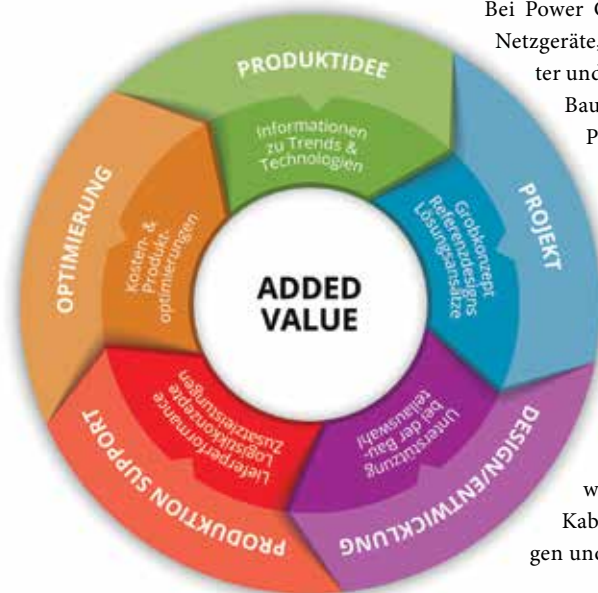 Bei Power
Netzgeräte,
ter und
Bau
P
PRODUKTIDEE
Informationen
zu Trends &
Technologien
PROJEKT
Grobkonzept
Referenzdesigns
Lösungsansätze
DESIGN/ENTWICKLUNG
Unterstützung
bei der Bau-
teilauswahl
PRODUKTION SUPPORT
Lieferperformance
Logistikkonzepte
Zusatzleistungen
OPTIMIERUNG
Kosten- &
Produkt-
optimierungen
ADDED
VALUE
w
Kab
gen und